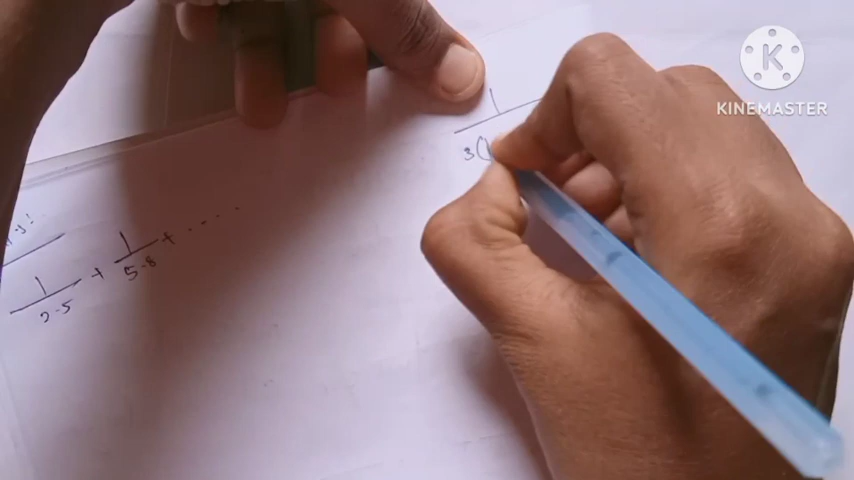 KINEMASTER
1/2·5 + 1/5·8 + ....
1
3(